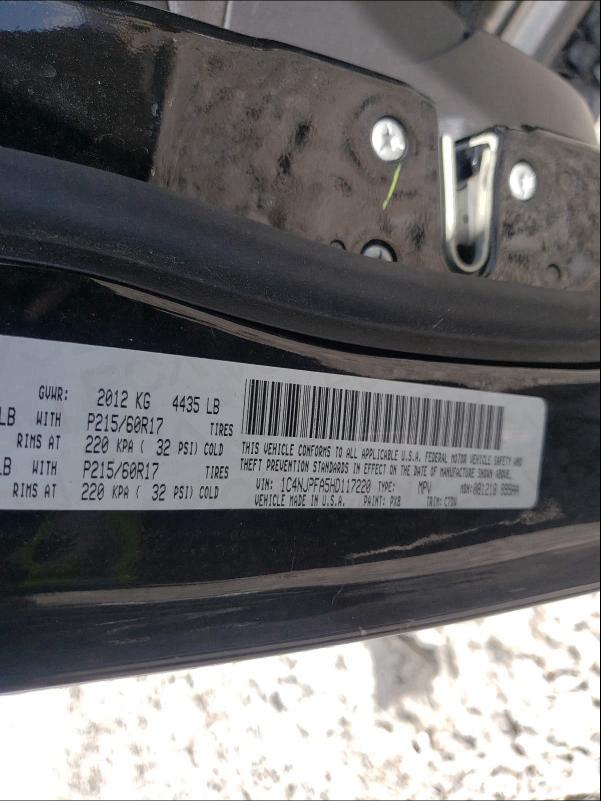 GVWR: 2012 KG 4435 LB
LB WITH P215/60R17 TIRES
RIMS AT 220 KPA ( 32 PSI) COLD
LB WITH P215/60R17 TIRES
RIMS AT 220 KPA ( 32 PSI) COLD
THIS VEHICLE CONFORMS TO ALL APPLICABLE U.S.A. FEDERAL MOTOR VEHICLE SAFETY AND
THEFT PREVENTION STANDARDS IN EFFECT ON THE DATE OF MANUFACTURE SHOWN ABOVE.
VIN: 1C4NJPFA5HD117220 TYPE: MPV MDH:
VEHICLE MADE IN U.S.A. PAINT: PX8 TRIM: